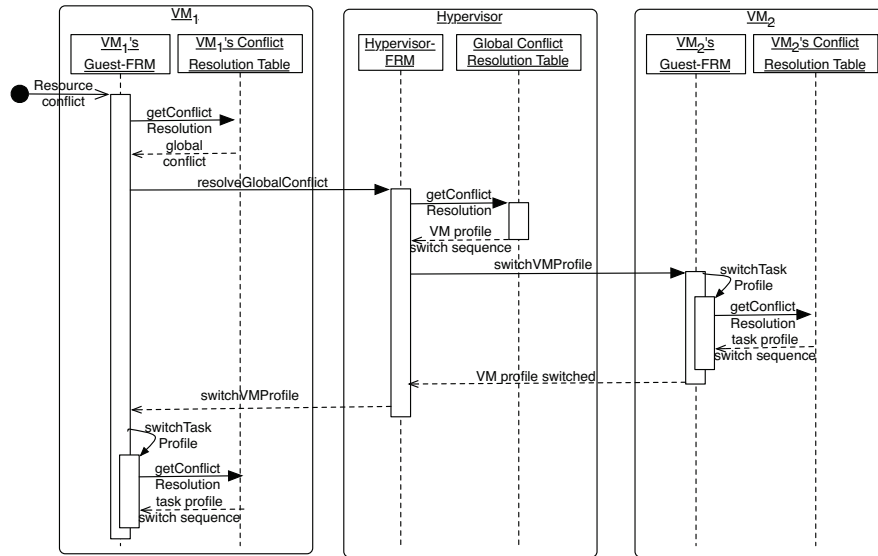 VM1
Hypervisor
VM2
VM1's
Guest-FRM
VM1's Conflict
Resolution Table
Hypervisor-
FRM
Global Conflict
Resolution Table
VM2's
Guest-FRM
VM2's Conflict
Resolution Table
Resource
conflict
getConflict
Resolution
global
conflict
resolveGlobalConflict
getConflict
Resolution
VM profile
switch sequence
switchVMProfile
switchTask
Profile
getConflict
Resolution
task profile
switch sequence
VM profile switched
switchVMProfile
switchTask
Profile
getConflict
Resolution
task profile
switch sequence